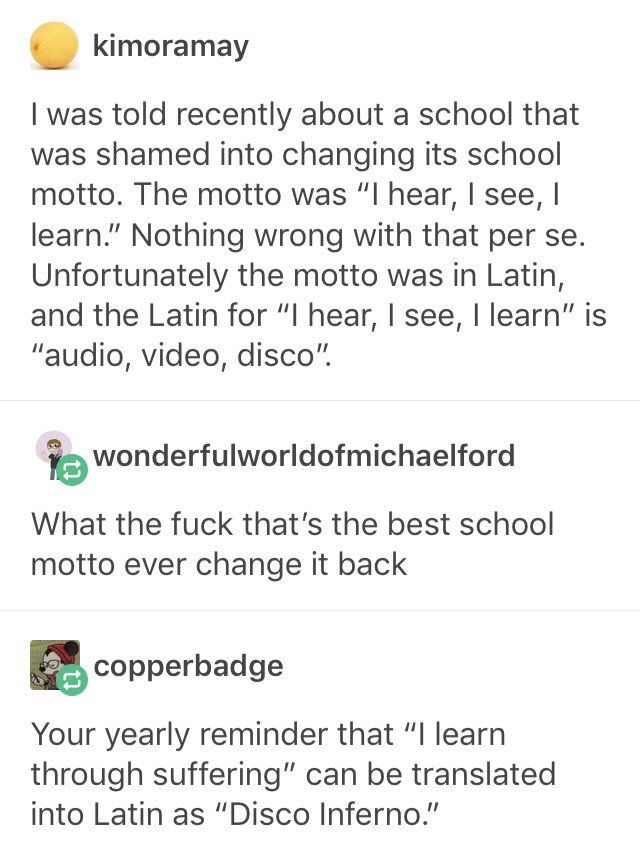 kimoramay
I was told recently about a school that
was shamed into changing its school
motto. The motto was “I hear, I see, I
learn.” Nothing wrong with that per se.
Unfortunately the motto was in Latin,
and the Latin for “I hear, I see, I learn” is
“audio, video, disco”.
wonderfulworldofmichaelford
What the fuck that’s the best school
motto ever change it back
copperbadge
Your yearly reminder that “I learn
through suffering” can be translated
into Latin as “Disco Inferno.”